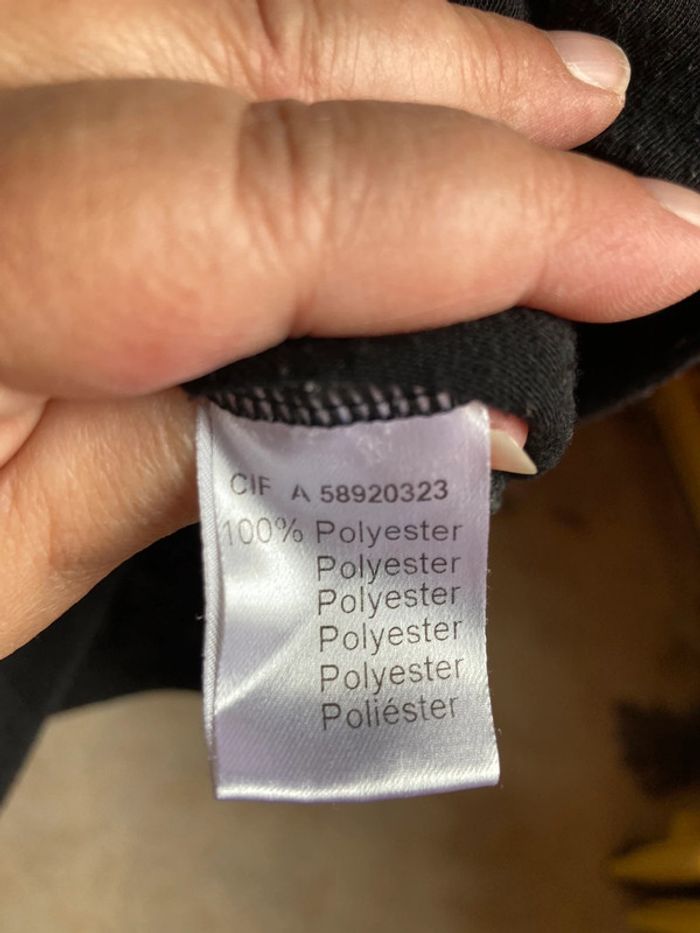 CIF A 58920323
100% Polyester
Polyester
Polyester
Polyester
Polyester
Poliéster